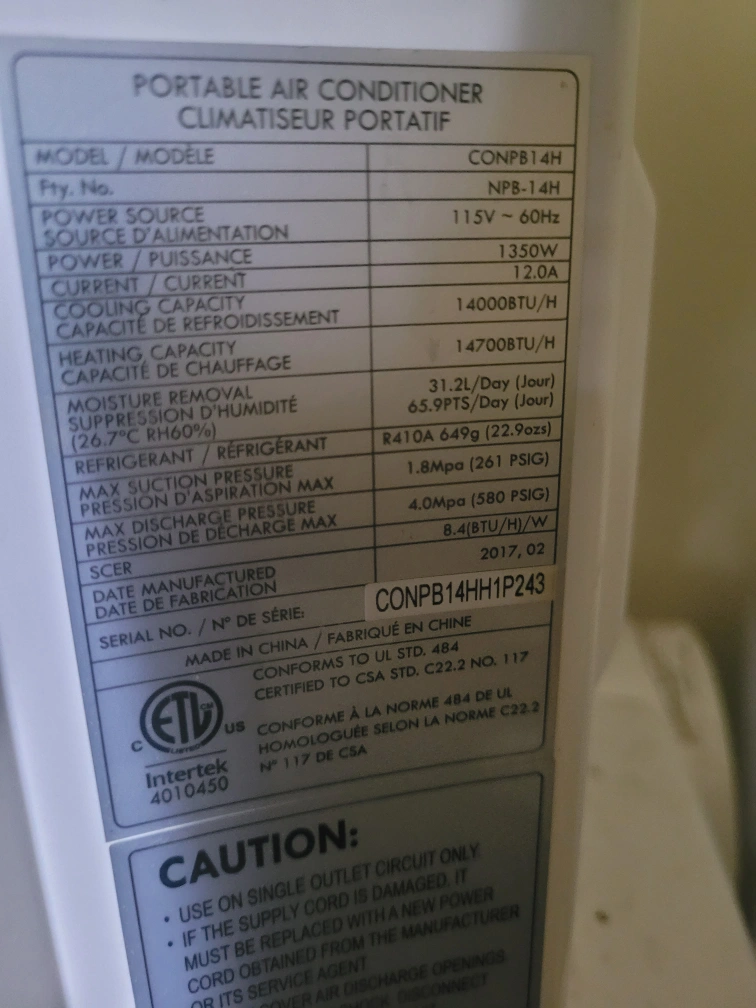 PORTABLE AIR CONDITIONER
CLIMATISEUR PORTATIF
MODEL / MODÈLE CONPB14H
Fty. No. NPB-14H
POWER SOURCE 115V ~ 60Hz
SOURCE D'ALIMENTATION
POWER / PUISSANCE 1350W
CURRENT / CURRENT 12.0A
COOLING CAPACITY 14000BTU/H
CAPACITÉ DE REFROIDISSEMENT
HEATING CAPACITY 14700BTU/H
CAPACITÉ DE CHAUFFAGE
MOISTURE REMOVAL 31.2L/Day (Jour)
SUPPRESSION D'HUMIDITÉ 65.9PTS/Day (Jour)
(26.7°C RH60%)
REFRIGERANT / RÉFRIGÉRANT R410A 649g (22.9ozs)
MAX SUCTION PRESSURE 1.8Mpa (261 PSIG)
PRESSION D'ASPIRATION MAX
MAX DISCHARGE PRESSURE 4.0Mpa (580 PSIG)
PRESSION DE DÉCHARGE MAX
SCER 8.4(BTU/H)/W
DATE MANUFACTURED 2017, 02
DATE DE FABRICATION
SERIAL NO. / N° DE SÉRIE: CONPB14HH1P243
MADE IN CHINA / FABRIQUÉ EN CHINE
CONFORMS TO UL STD. 484
CERTIFIED TO CSA STD. C22.2 NO. 117
ETL CM
LISTED
C US
CONFORME À LA NORME 484 DE UL
HOMOLOGUÉE SELON LA NORME C22.2
N° 117 DE CSA
Intertek
4010450
CAUTION:
• USE ON SINGLE OUTLET CIRCUIT ONLY.
• IF THE SUPPLY CORD IS DAMAGED, IT
MUST BE REPLACED WITH A NEW POWER
CORD OBTAINED FROM THE MANUFACTURER
OR ITS SERVICE AGENT
COVER AIR DISCHARGE OPENINGS
SHOCK, DISCONNECT